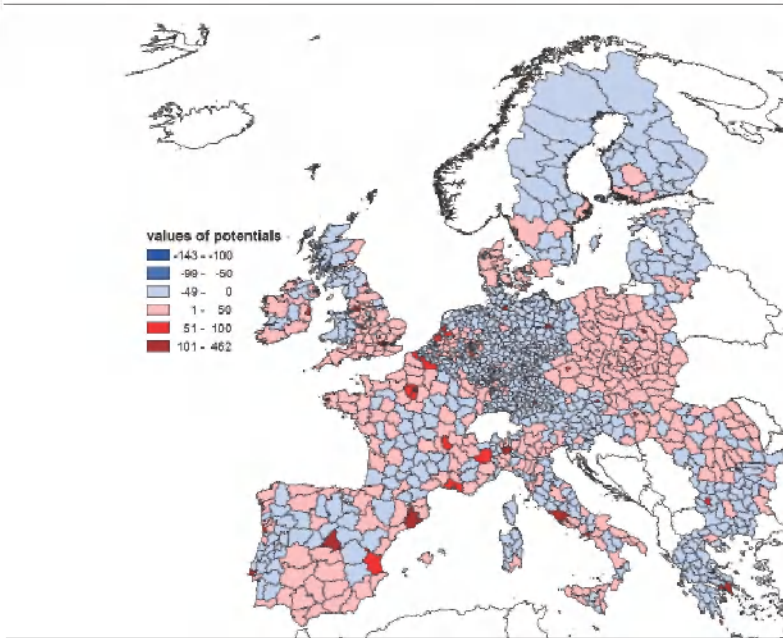 values of potentials
-143 - -100
-99 - -50
-49 - 0
1 - 50
51 - 100
101 - 462